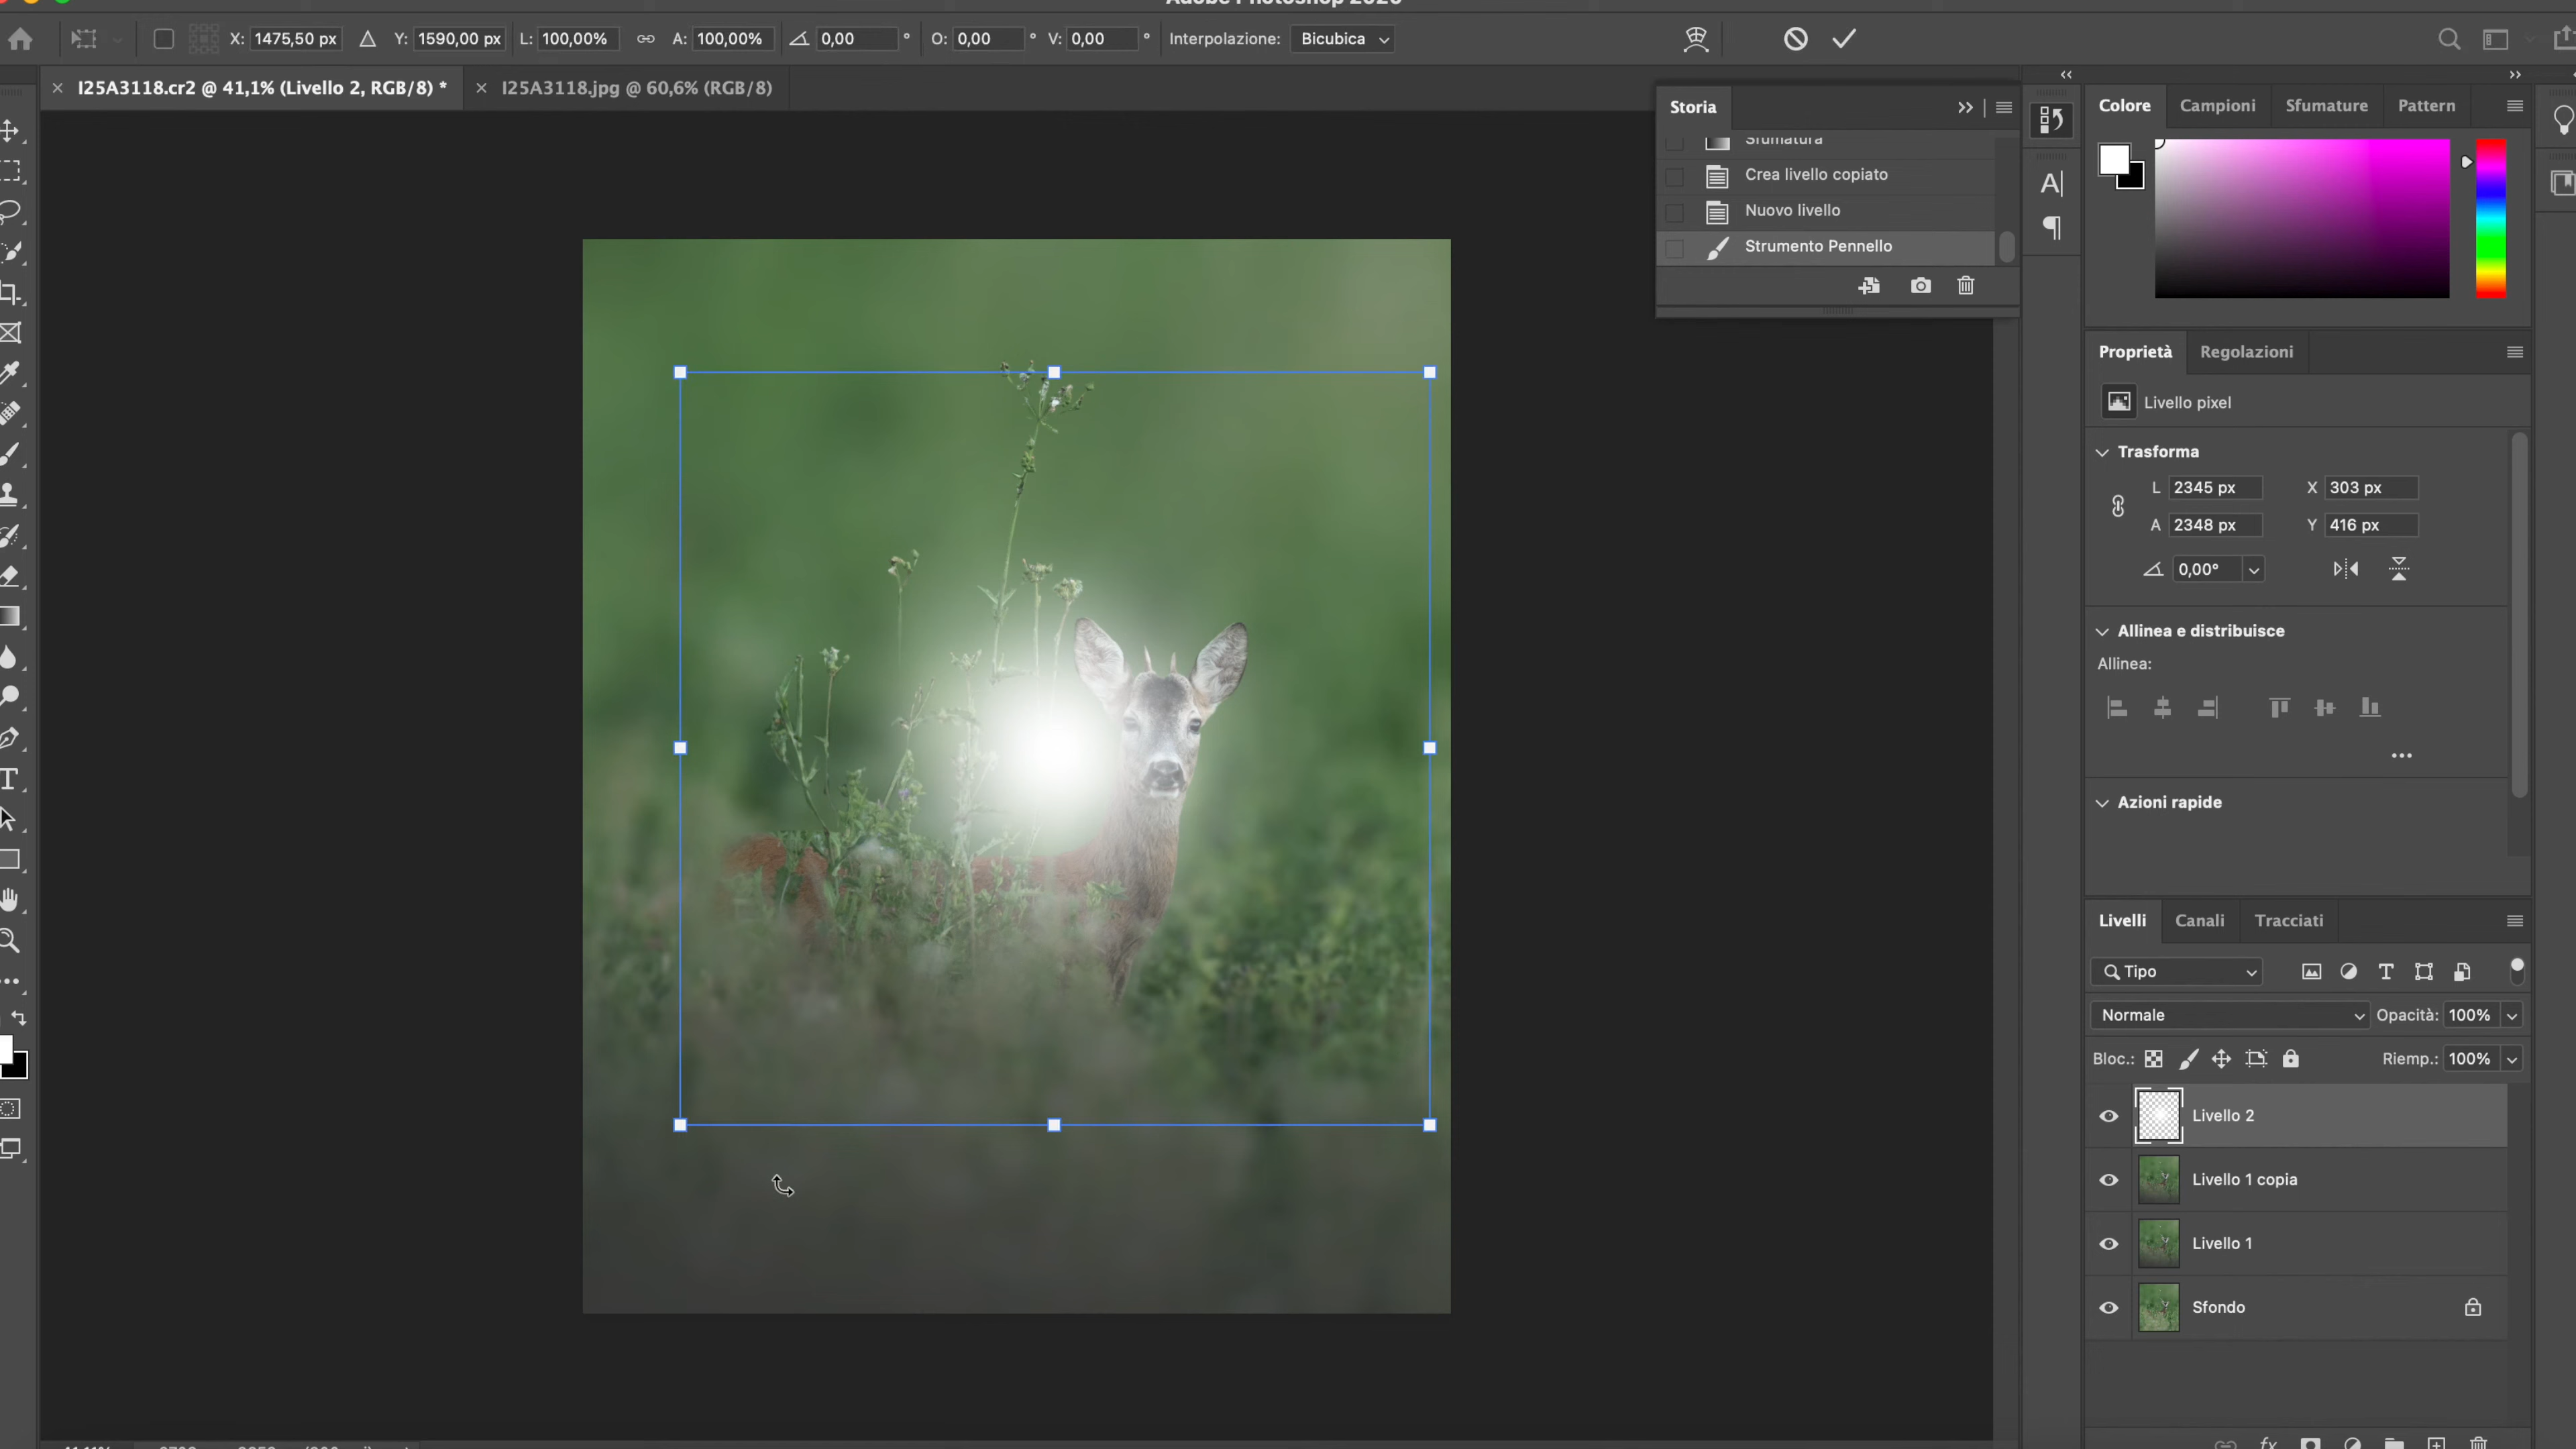 X: 1475,50 px Y: 1590,00 px L: 100,00% A: 100,00% 0,00 ° O: 0,00 ° V: 0,00 ° Interpolazione: Bicubica
× I25A3118.cr2 @ 41,1% (Livello 2, RGB/8) * × I25A3118.jpg @ 60,6% (RGB/8)
Storia
Sfumatura
Crea livello copiato
Nuovo livello
Strumento Pennello
Colore Campioni Sfumature Pattern
Proprietà Regolazioni
Livello pixel
Trasforma
L 2345 px X 303 px
A 2348 px Y 416 px
0,00°
Allinea e distribuisce
Allinea:
Azioni rapide
Livelli Canali Tracciati
Tipo
Normale Opacità: 100%
Bloc.: Riemp.: 100%
Livello 2
Livello 1 copia
Livello 1
Sfondo